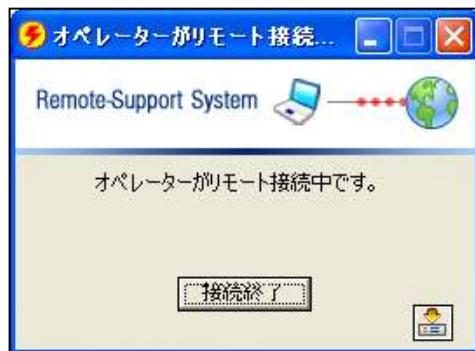 オペレーターがリモート接続...
Remote-Support System
オペレーターがリモート接続中です。
接続終了